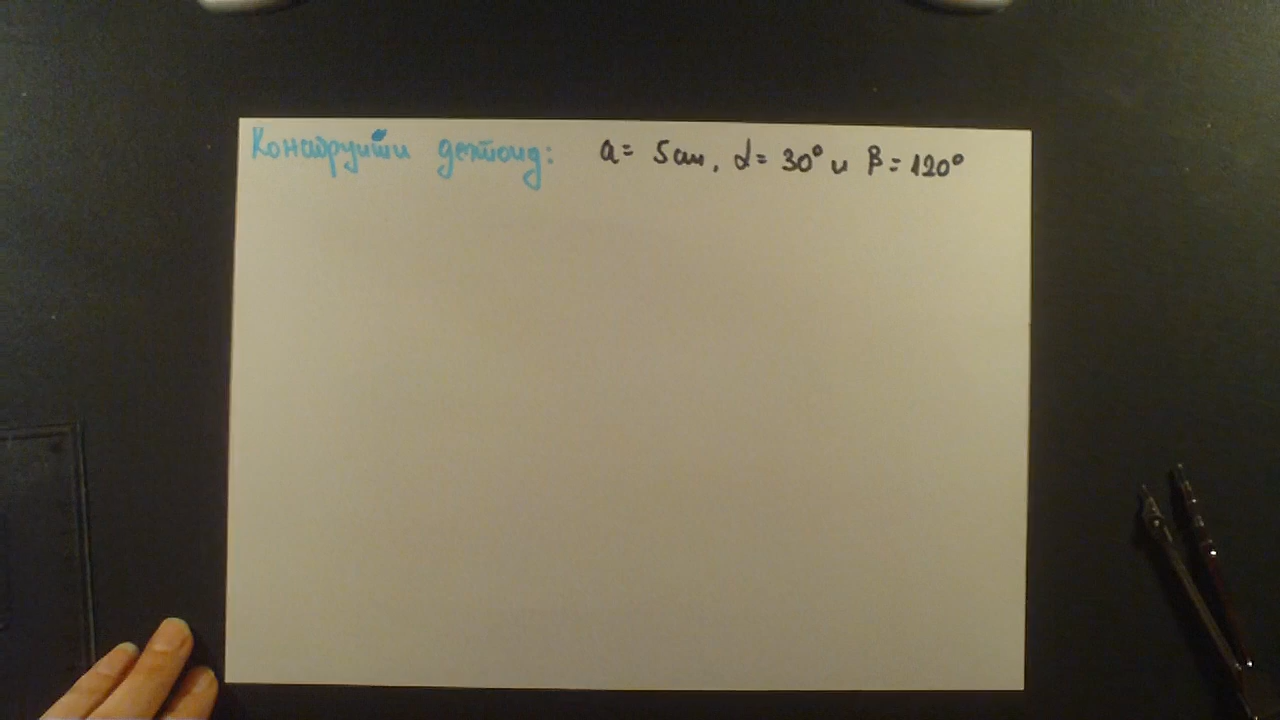 Конструиши делтоид: a = 5cm, α = 30° и β = 120°